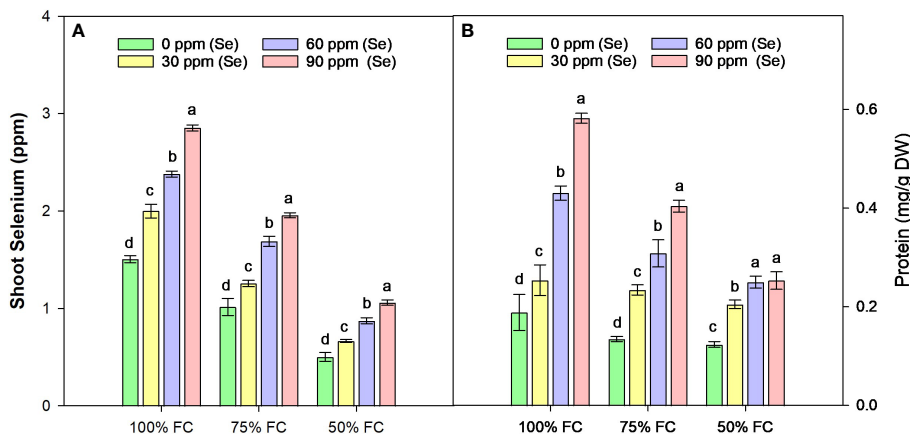 A
0 ppm (Se)
30 ppm (Se)
60 ppm (Se)
90 ppm (Se)
Shoot Selenium (ppm)
4
3
2
1
0
d
c
b
a
d
c
b
a
d
c
b
a
100% FC
75% FC
50% FC
B
0 ppm (Se)
30 ppm (Se)
60 ppm (Se)
90 ppm (Se)
d
c
b
a
d
c
b
a
c
b
a
a
100% FC
75% FC
50% FC
0.6
0.4
0.2
0.0
Protein (mg/g DW)